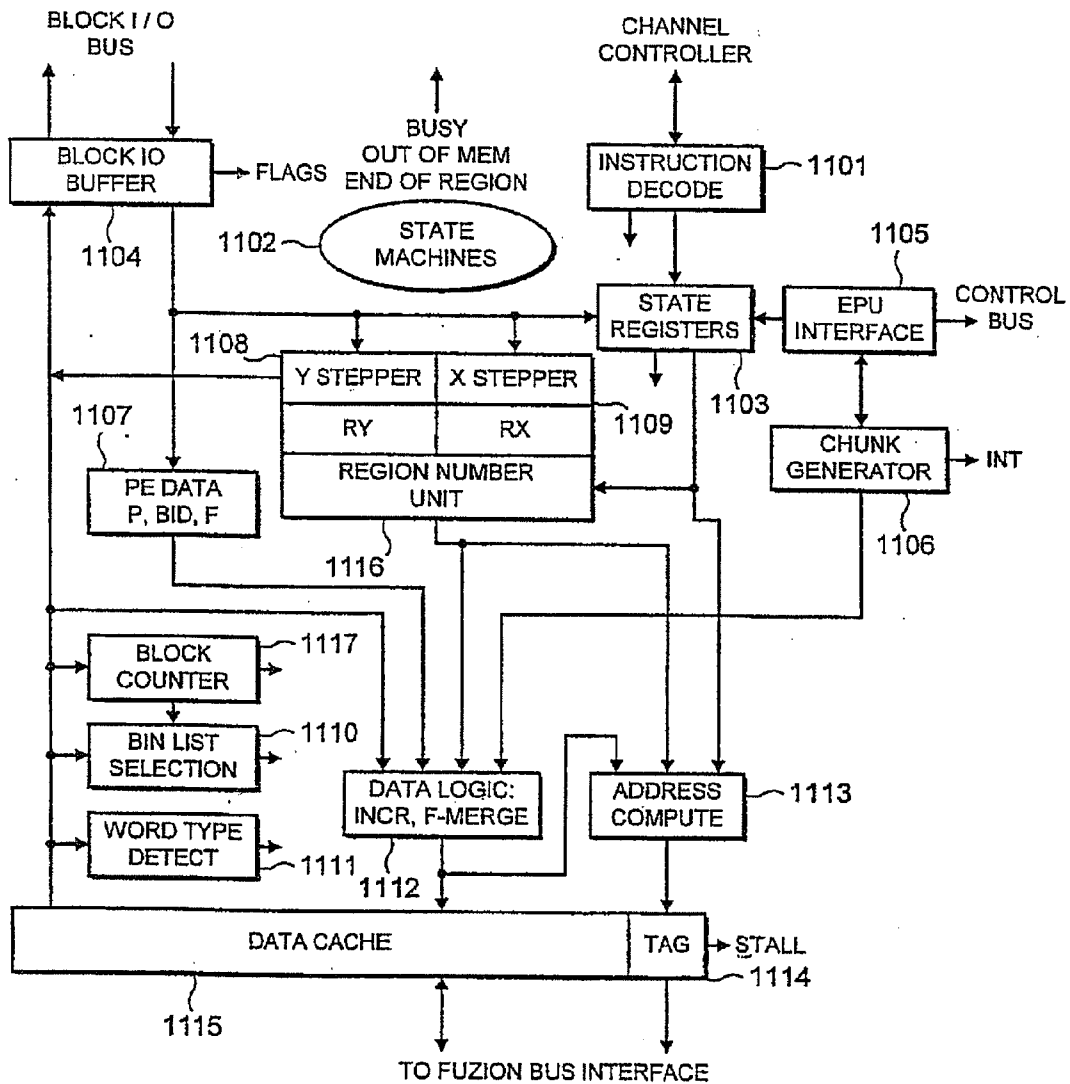 BLOCK I / O
BUS
CHANNEL
CONTROLLER
BUSY
OUT OF MEM
END OF REGION
BLOCK IO
BUFFER
FLAGS
INSTRUCTION
DECODE
1101
1102
STATE
MACHINES
1104
1105
STATE
REGISTERS
EPU
INTERFACE
CONTROL
BUS
1108
Y STEPPER
X STEPPER
1103
1107
1109
RY
RX
CHUNK
GENERATOR
INT
PE DATA
P, BID, F
REGION NUMBER
UNIT
1106
1116
BLOCK
COUNTER
1117
BIN LIST
SELECTION
1110
DATA LOGIC:
INCR, F-MERGE
ADDRESS
COMPUTE
1113
WORD TYPE
DETECT
1111
1112
DATA CACHE
TAG
STALL
1114
1115
TO FUZION BUS INTERFACE